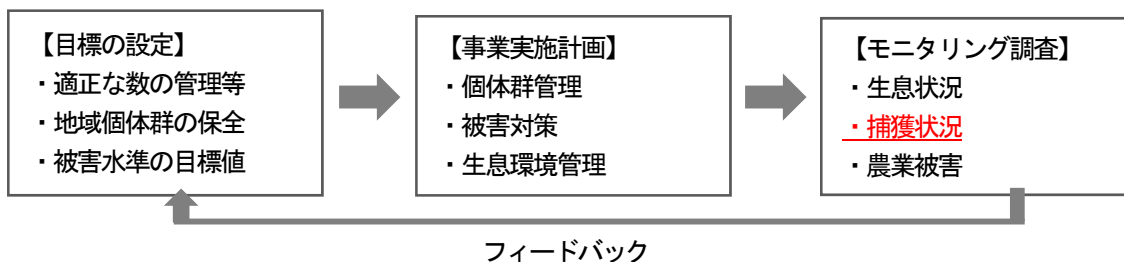 【目標の設定】
・適正な数の管理等
・地域個体群の保全
・被害水準の目標値
【事業実施計画】
・個体群管理
・被害対策
・生息環境管理
【モニタリング調査】
・生息状況
・捕獲状況
・農業被害
フィードバック